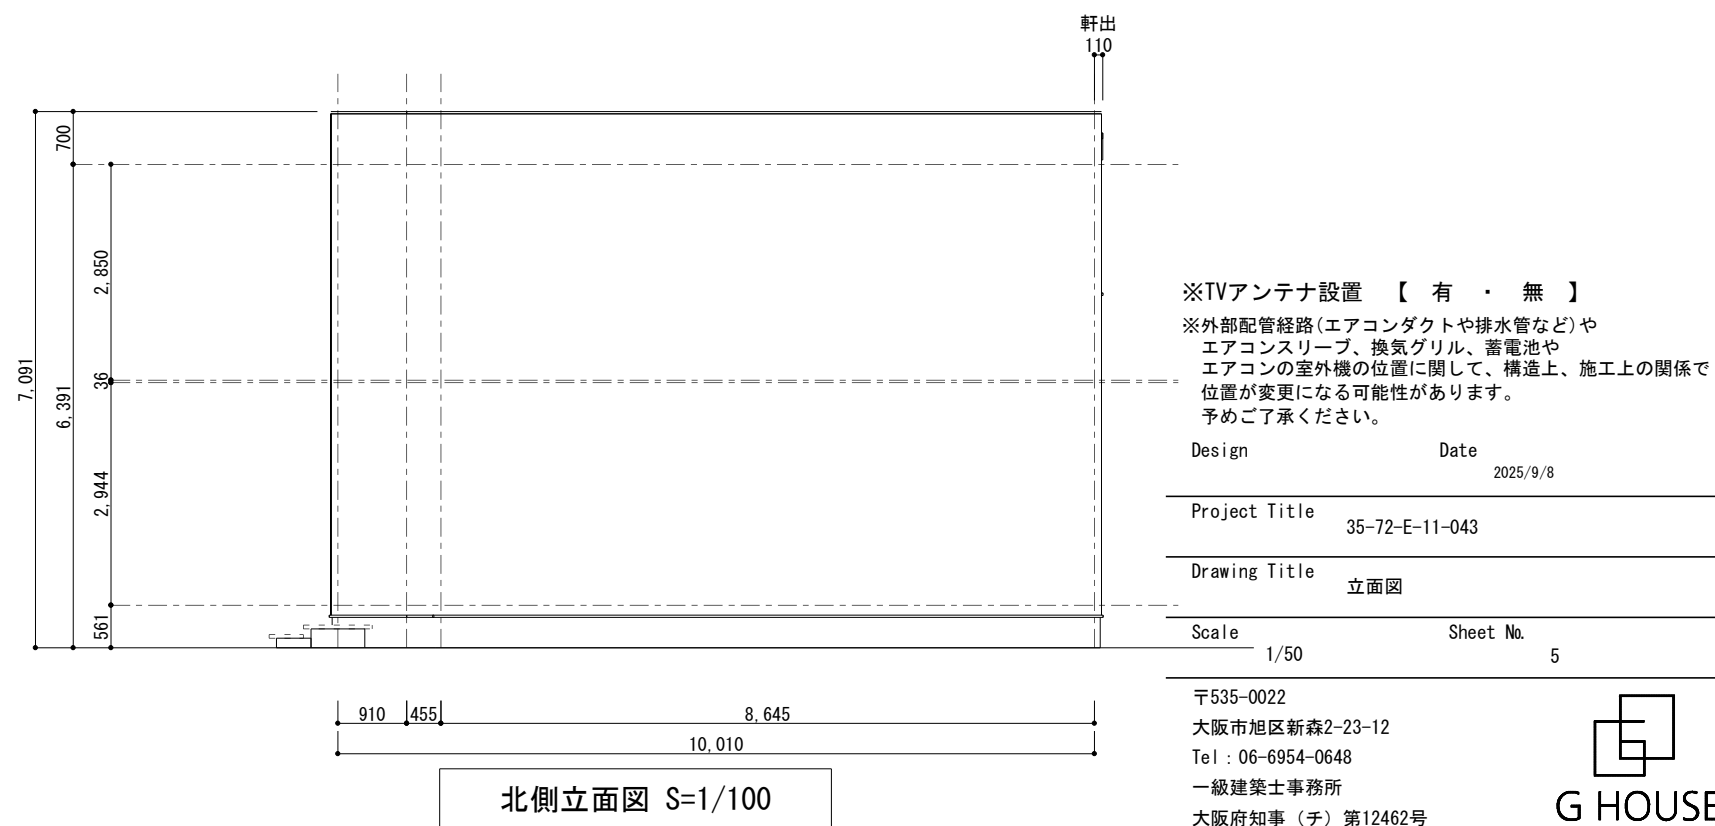 軒出
110
700
2,850
36
7,091
6,391
2,944
561
910
455
8,645
10,010
北側立面図 S=1/100
※TVアンテナ設置 【 有 ・ 無 】
※外部配管経路(エアコンダクトや排水管など)や
エアコンスリーブ、換気グリル、蓄電池や
エアコンの室外機の位置に関して、構造上、施工上の関係で
位置が変更になる可能性があります。
予めご了承ください。
Design Date
2025/9/8
Project Title
35-72-E-11-043
Drawing Title
立面図
Scale Sheet No.
1/50 5
〒535-0022
大阪市旭区新森2-23-12
Tel：06-6954-0648
一級建築士事務所
大阪府知事（チ）第12462号
G HOUSE